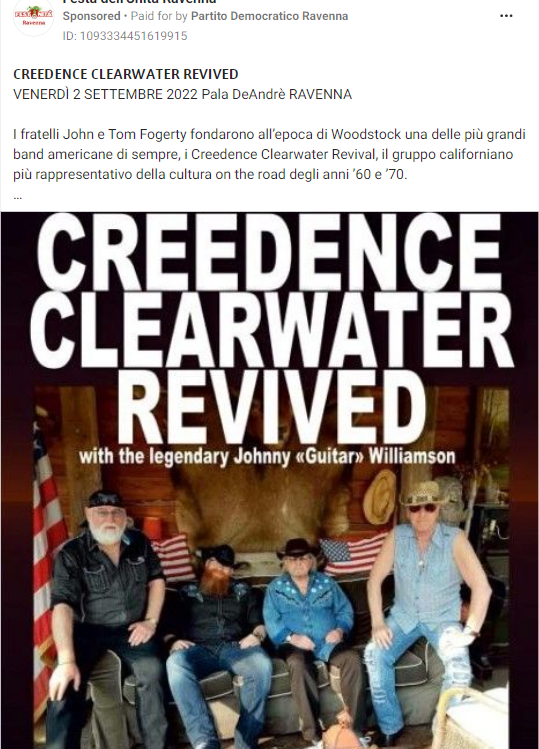 Festa dell'Unità Ravenna
Sponsored • Paid for by Partito Democratico Ravenna
ID: 1093334451619915
CREEDENCE CLEARWATER REVIVED
VENERDÌ 2 SETTEMBRE 2022 Pala DeAndrè RAVENNA
I fratelli John e Tom Fogerty fondarono all'epoca di Woodstock una delle più grandi
band americane di sempre, i Creedence Clearwater Revival, il gruppo californiano
più rappresentativo della cultura on the road degli anni '60 e '70.
...
CREEDENCE
CLEARWATER
REVIVED
with the legendary Johnny «Guitar» Williamson